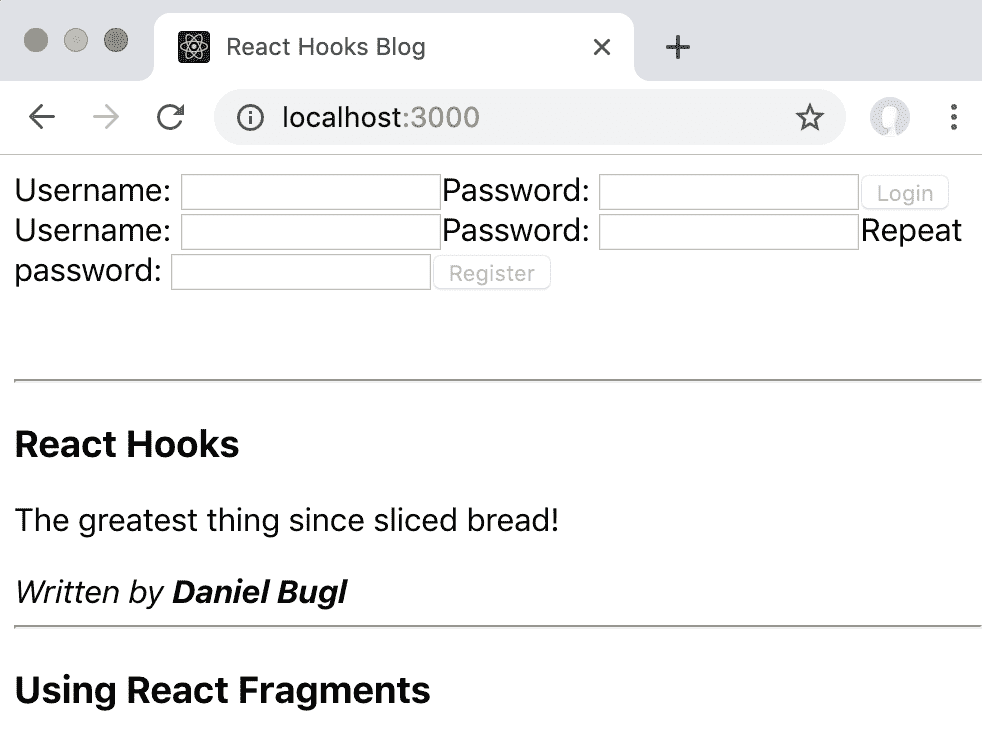 React Hooks Blog
localhost:3000
Username: Password: Login
Username: Password: Repeat
password: Register
React Hooks
The greatest thing since sliced bread!
Written by Daniel Bugl
Using React Fragments